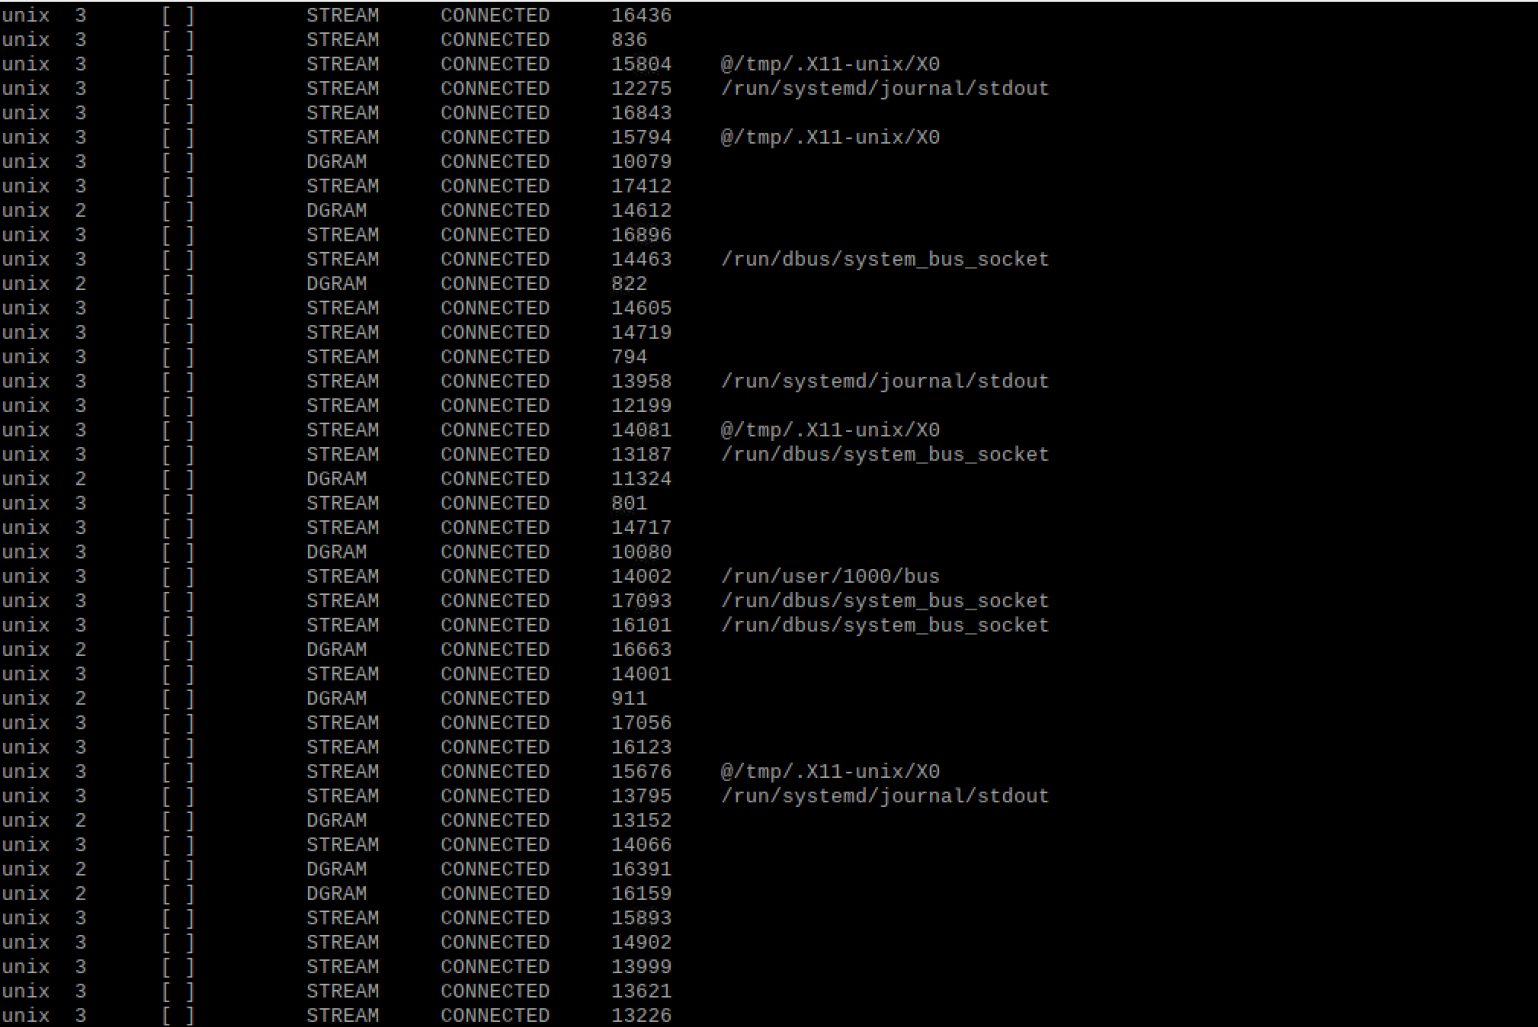 unix  3      [ ]         STREAM     CONNECTED     16436
unix  3      [ ]         STREAM     CONNECTED     836
unix  3      [ ]         STREAM     CONNECTED     15804    @/tmp/.X11-unix/X0
unix  3      [ ]         STREAM     CONNECTED     12275    /run/systemd/journal/stdout
unix  3      [ ]         STREAM     CONNECTED     16843
unix  3      [ ]         STREAM     CONNECTED     15794    @/tmp/.X11-unix/X0
unix  3      [ ]         DGRAM      CONNECTED     10079
unix  3      [ ]         STREAM     CONNECTED     17412
unix  2      [ ]         DGRAM      CONNECTED     14612
unix  3      [ ]         STREAM     CONNECTED     16896
unix  3      [ ]         STREAM     CONNECTED     14463    /run/dbus/system_bus_socket
unix  2      [ ]         DGRAM      CONNECTED     822
unix  3      [ ]         STREAM     CONNECTED     14605
unix  3      [ ]         STREAM     CONNECTED     14719
unix  3      [ ]         STREAM     CONNECTED     794
unix  3      [ ]         STREAM     CONNECTED     13958    /run/systemd/journal/stdout
unix  3      [ ]         STREAM     CONNECTED     12199
unix  3      [ ]         STREAM     CONNECTED     14081    @/tmp/.X11-unix/X0
unix  3      [ ]         STREAM     CONNECTED     13187    /run/dbus/system_bus_socket
unix  2      [ ]         DGRAM      CONNECTED     11324
unix  3      [ ]         STREAM     CONNECTED     801
unix  3      [ ]         STREAM     CONNECTED     14717
unix  3      [ ]         DGRAM      CONNECTED     10080
unix  3      [ ]         STREAM     CONNECTED     14002    /run/user/1000/bus
unix  3      [ ]         STREAM     CONNECTED     17093    /run/dbus/system_bus_socket
unix  3      [ ]         STREAM     CONNECTED     16101    /run/dbus/system_bus_socket
unix  2      [ ]         DGRAM      CONNECTED     16663
unix  3      [ ]         STREAM     CONNECTED     14001
unix  2      [ ]         DGRAM      CONNECTED     911
unix  3      [ ]         STREAM     CONNECTED     17056
unix  3      [ ]         STREAM     CONNECTED     16123
unix  3      [ ]         STREAM     CONNECTED     15676    @/tmp/.X11-unix/X0
unix  3      [ ]         STREAM     CONNECTED     13795    /run/systemd/journal/stdout
unix  2      [ ]         DGRAM      CONNECTED     13152
unix  3      [ ]         STREAM     CONNECTED     14066
unix  2      [ ]         DGRAM      CONNECTED     16391
unix  2      [ ]         DGRAM      CONNECTED     16159
unix  3      [ ]         STREAM     CONNECTED     15893
unix  3      [ ]         STREAM     CONNECTED     14902
unix  3      [ ]         STREAM     CONNECTED     13999
unix  3      [ ]         STREAM     CONNECTED     13621
unix  3      [ ]         STREAM     CONNECTED     13226